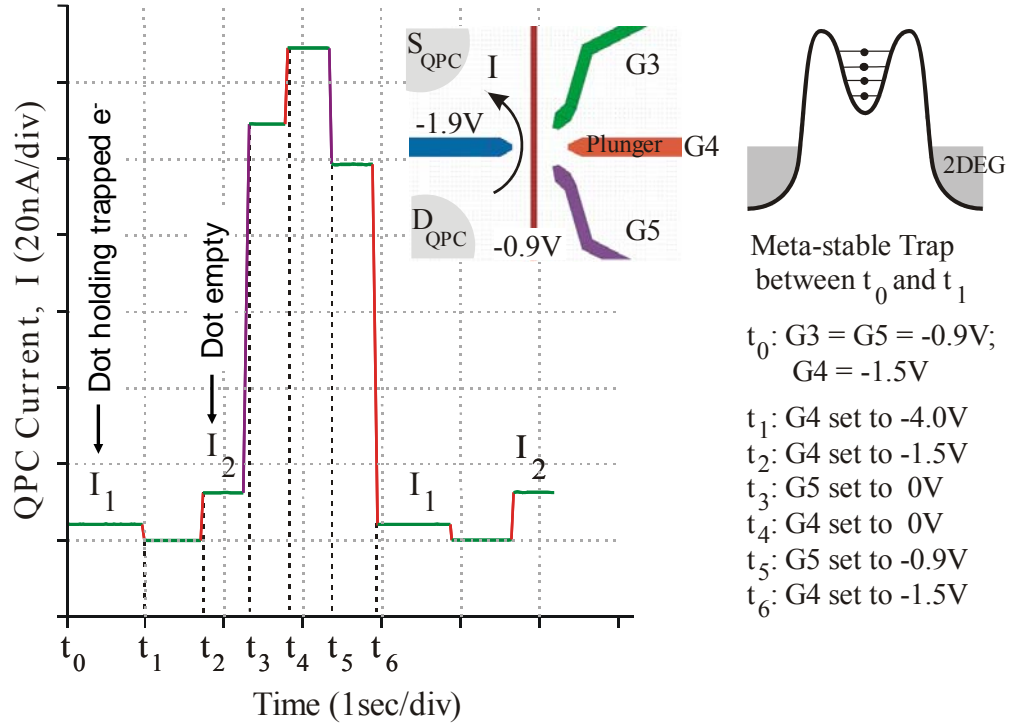 QPC Current, I (20nA/div)
Dot holding trapped e-
Dot empty
I1
I2
I1
I2
t0 t1 t2 t3 t4 t5 t6
Time (1sec/div)
SQPC
I
G3
-1.9V
Plunger
G4
DQPC
-0.9V
G5
2DEG
Meta-stable Trap
between t0 and t1
t0: G3 = G5 = -0.9V;
G4 = -1.5V
t1: G4 set to -4.0V
t2: G4 set to -1.5V
t3: G5 set to 0V
t4: G4 set to 0V
t5: G5 set to -0.9V
t6: G4 set to -1.5V